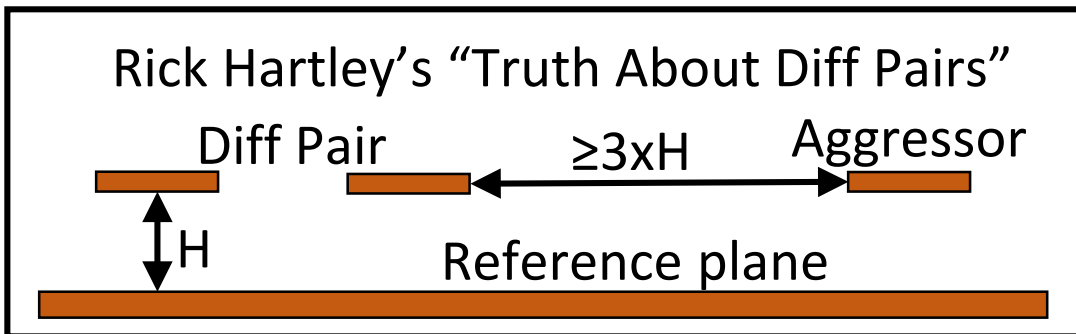 Rick Hartley’s “Truth About Diff Pairs”
Diff Pair
≥3xH
Aggressor
H
Reference plane